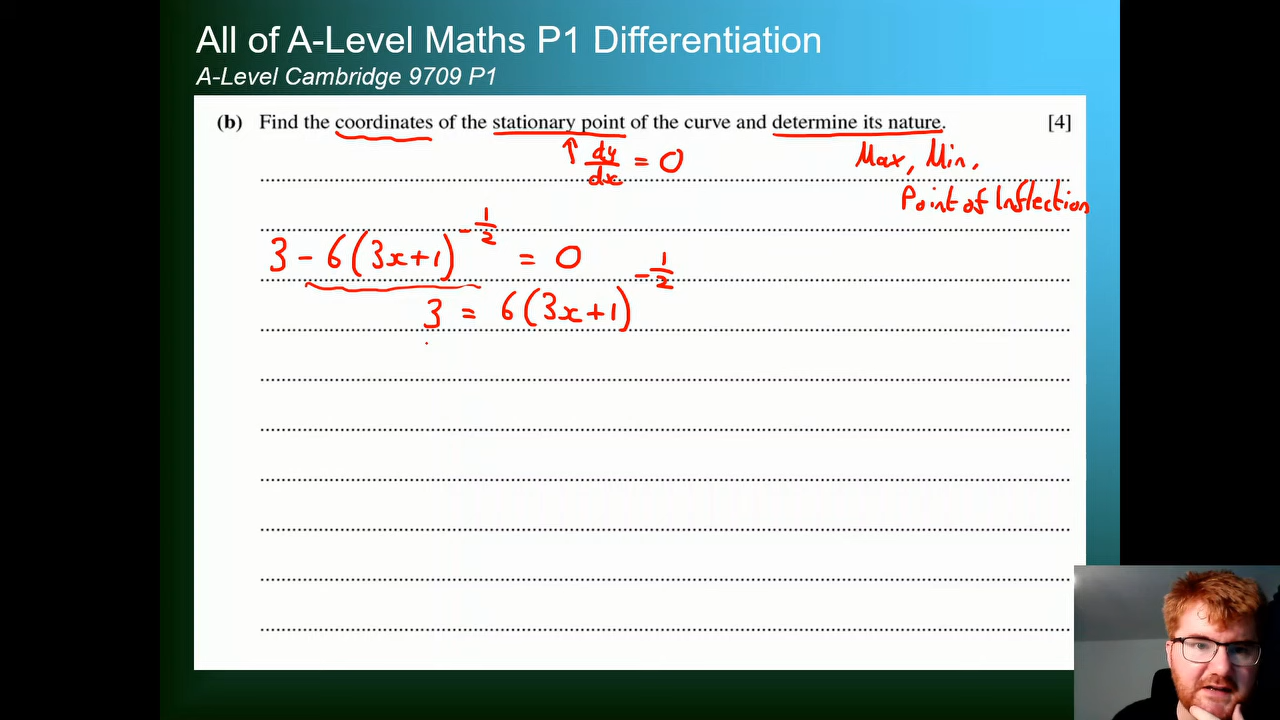 All of A-Level Maths P1 Differentiation
A-Level Cambridge 9709 P1
(b) Find the coordinates of the stationary point of the curve and determine its nature. [4]
↑ dy/dx = 0 Max, Min,
Point of Inflection
3 - 6(3x+1)^-1/2 = 0
3 = 6(3x+1)^-1/2